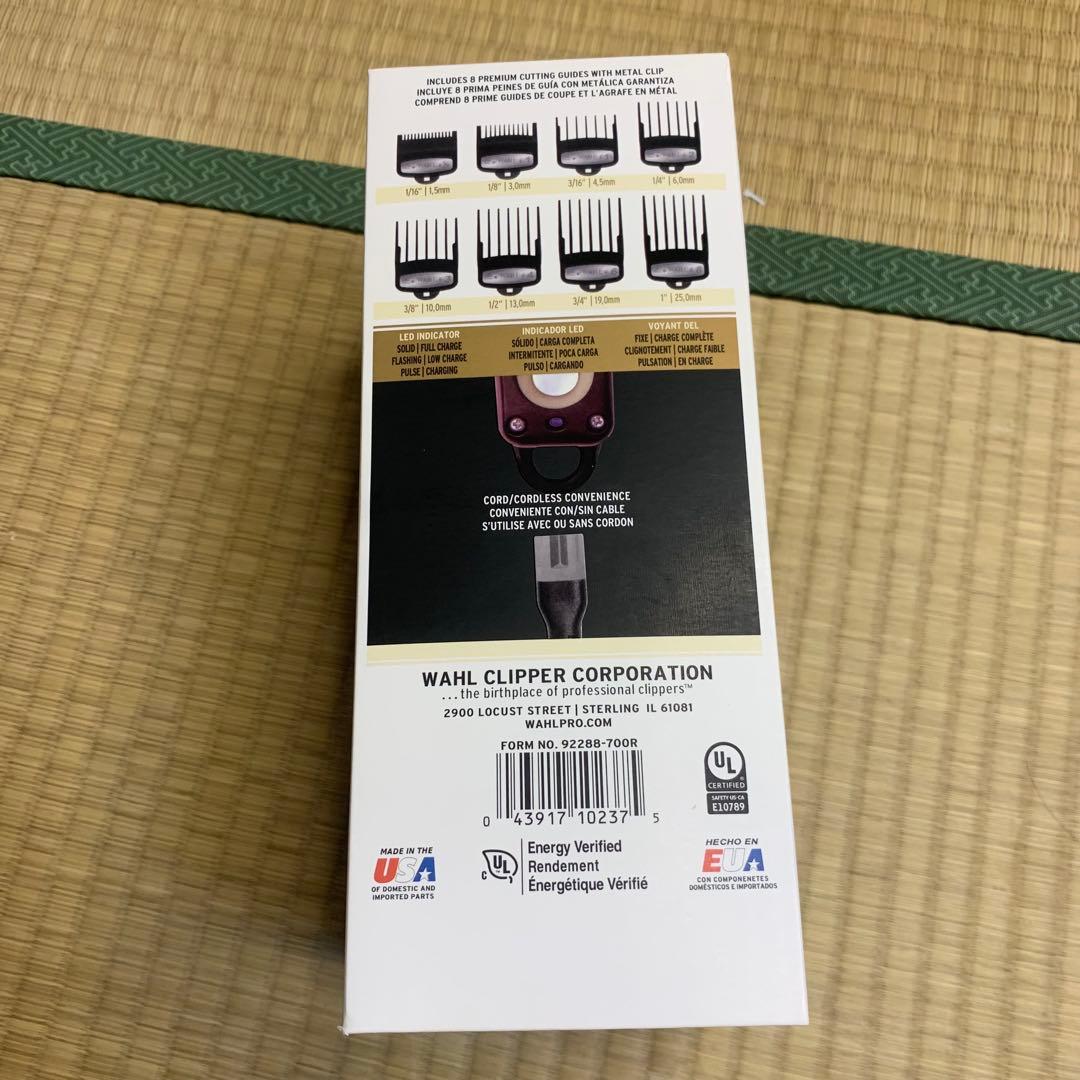 INCLUDES 8 PREMIUM CUTTING GUIDES WITH METAL CLIP
INCLUYE 8 PRIMA PEINES DE GUÍA CON METÁLICA GARANTIZA
COMPREND 8 PRIME GUIDES DE COUPE ET L'AGRAFE EN MÉTAL
1/16" | 1,5mm
1/8" | 3,0mm
3/16" | 4,5mm
1/4" | 6,0mm
3/8" | 10,0mm
1/2" | 13,0mm
3/4" | 19,0mm
1" | 25,0mm
LED INDICATOR
SOLID | FULL CHARGE
FLASHING | LOW CHARGE
PULSE | CHARGING
INDICADOR LED
SÓLIDO | CARGA COMPLETA
INTERMITENTE | POCA CARGA
PULSO | CARGANDO
VOYANT DEL
FIXE | CHARGE COMPLÈTE
CLIGNOTEMENT | CHARGE FAIBLE
PULSATION | EN CHARGE
CORD/CORDLESS CONVENIENCE
CONVENIENTE CON/SIN CABLE
S'UTILISE AVEC OU SANS CORDON
WAHL CLIPPER CORPORATION
...the birthplace of professional clippers™
2900 LOCUST STREET | STERLING IL 61081
WAHLPRO.COM
FORM NO. 92288-700R
0 43917 10237 5
UL
CERTIFIED
SAFETY US-CA
E10789
MADE IN THE
USA
OF DOMESTIC AND
IMPORTED PARTS
C UL
Energy Verified
Rendement
Énergétique Vérifié
HECHO EN
EUA
CON COMPONENETES
DOMÉSTICOS E IMPORTADOS